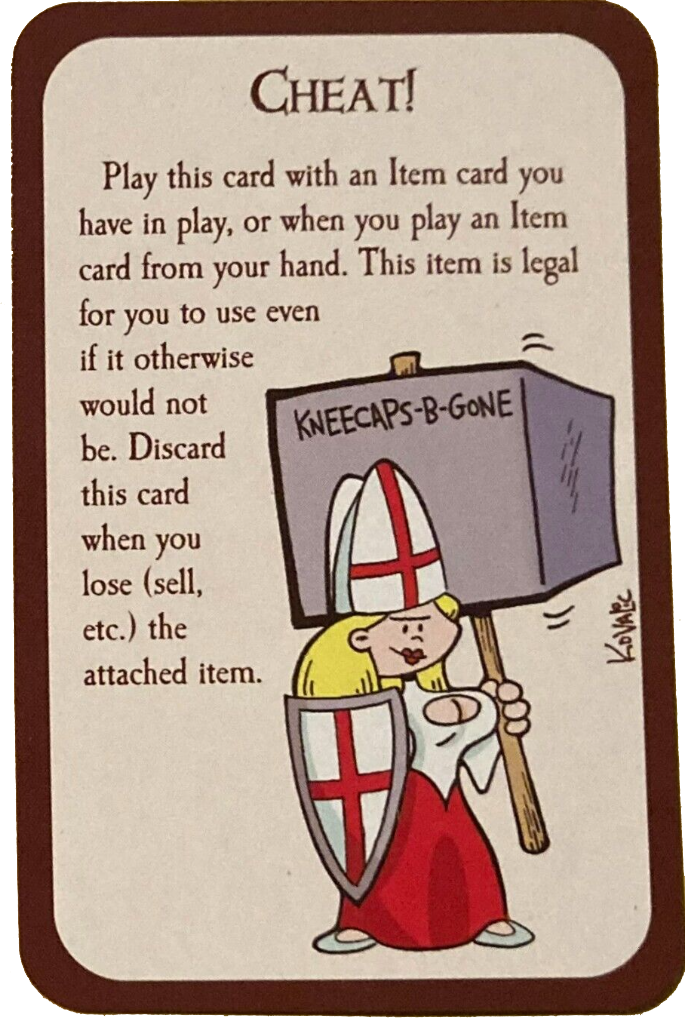 CHEAT!
Play this card with an Item card you
have in play, or when you play an Item
card from your hand. This item is legal
for you to use even
if it otherwise
would not
be. Discard
this card
when you
lose (sell,
etc.) the
attached item.
KNEECAPS-B-GONE
KOVALIC